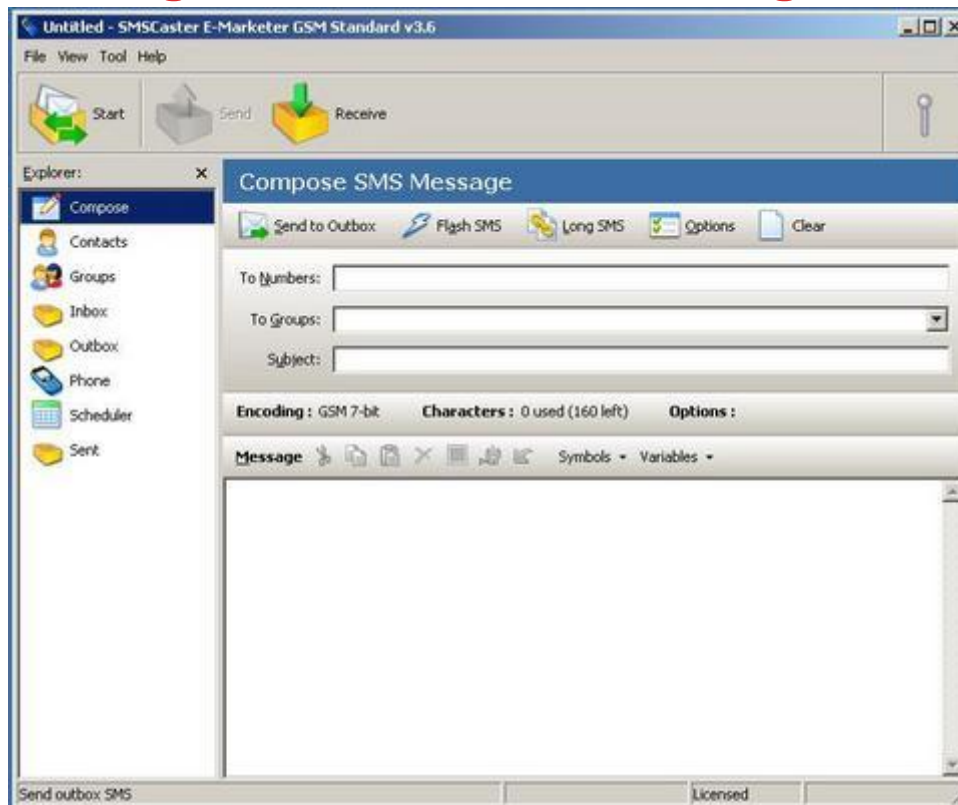 Untitled - SMSCaster E-Marketer GSM Standard v3.6
File View Tool Help
Start Send Receive
Explorer:
Compose
Contacts
Groups
Inbox
Outbox
Phone
Scheduler
Sent
Compose SMS Message
Send to Outbox Flash SMS Long SMS Options Clear
To Numbers:
To Groups:
Subject:
Encoding : GSM 7-bit Characters : 0 used (160 left) Options :
Message Symbols Variables
Send outbox SMS Licensed